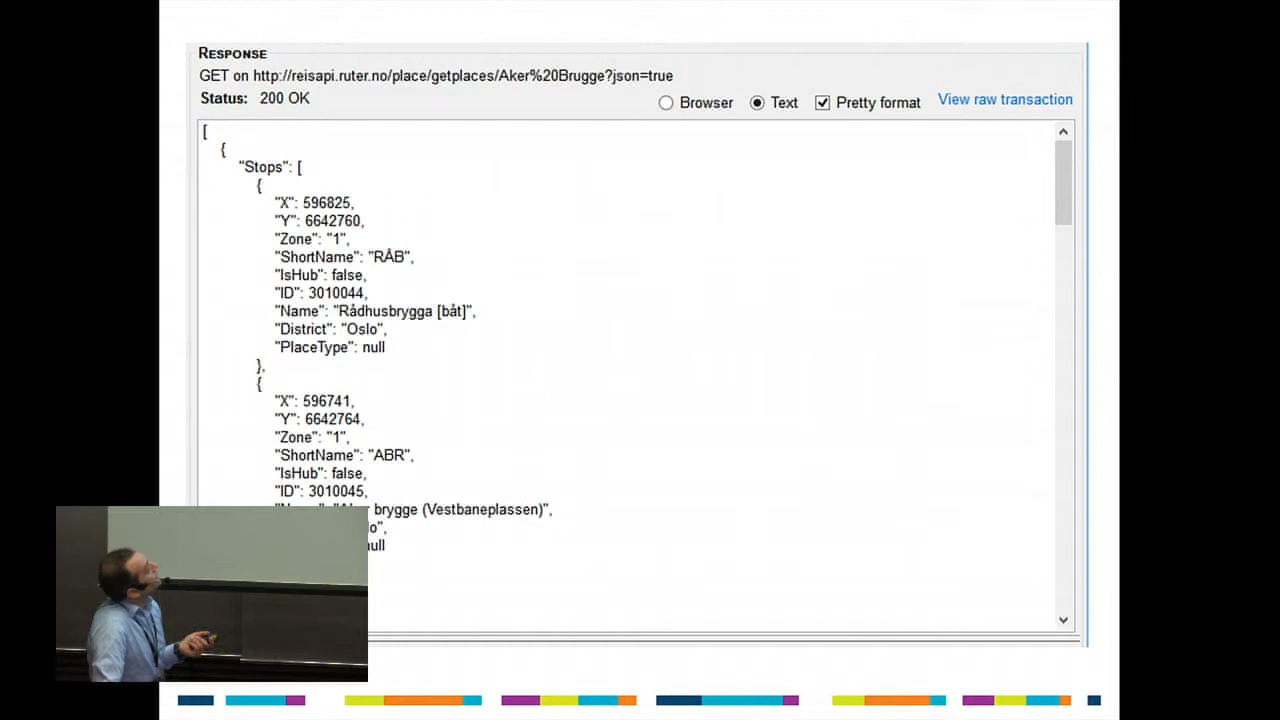 RESPONSE
GET on http://reisapi.ruter.no/place/getplaces/Aker%20Brugge?json=true
Status: 200 OK
Browser Text Pretty format View raw transaction
[
{
"Stops": [
{
"X": 596825,
"Y": 6642760,
"Zone": "1",
"ShortName": "RÅB",
"IsHub": false,
"ID": 3010044,
"Name": "Rådhusbrygga [båt]",
"District": "Oslo",
"PlaceType": null
},
{
"X": 596741,
"Y": 6642764,
"Zone": "1",
"ShortName": "ABR",
"IsHub": false,
"ID": 3010045,
brygge (Vestbaneplassen)",
lo",
null